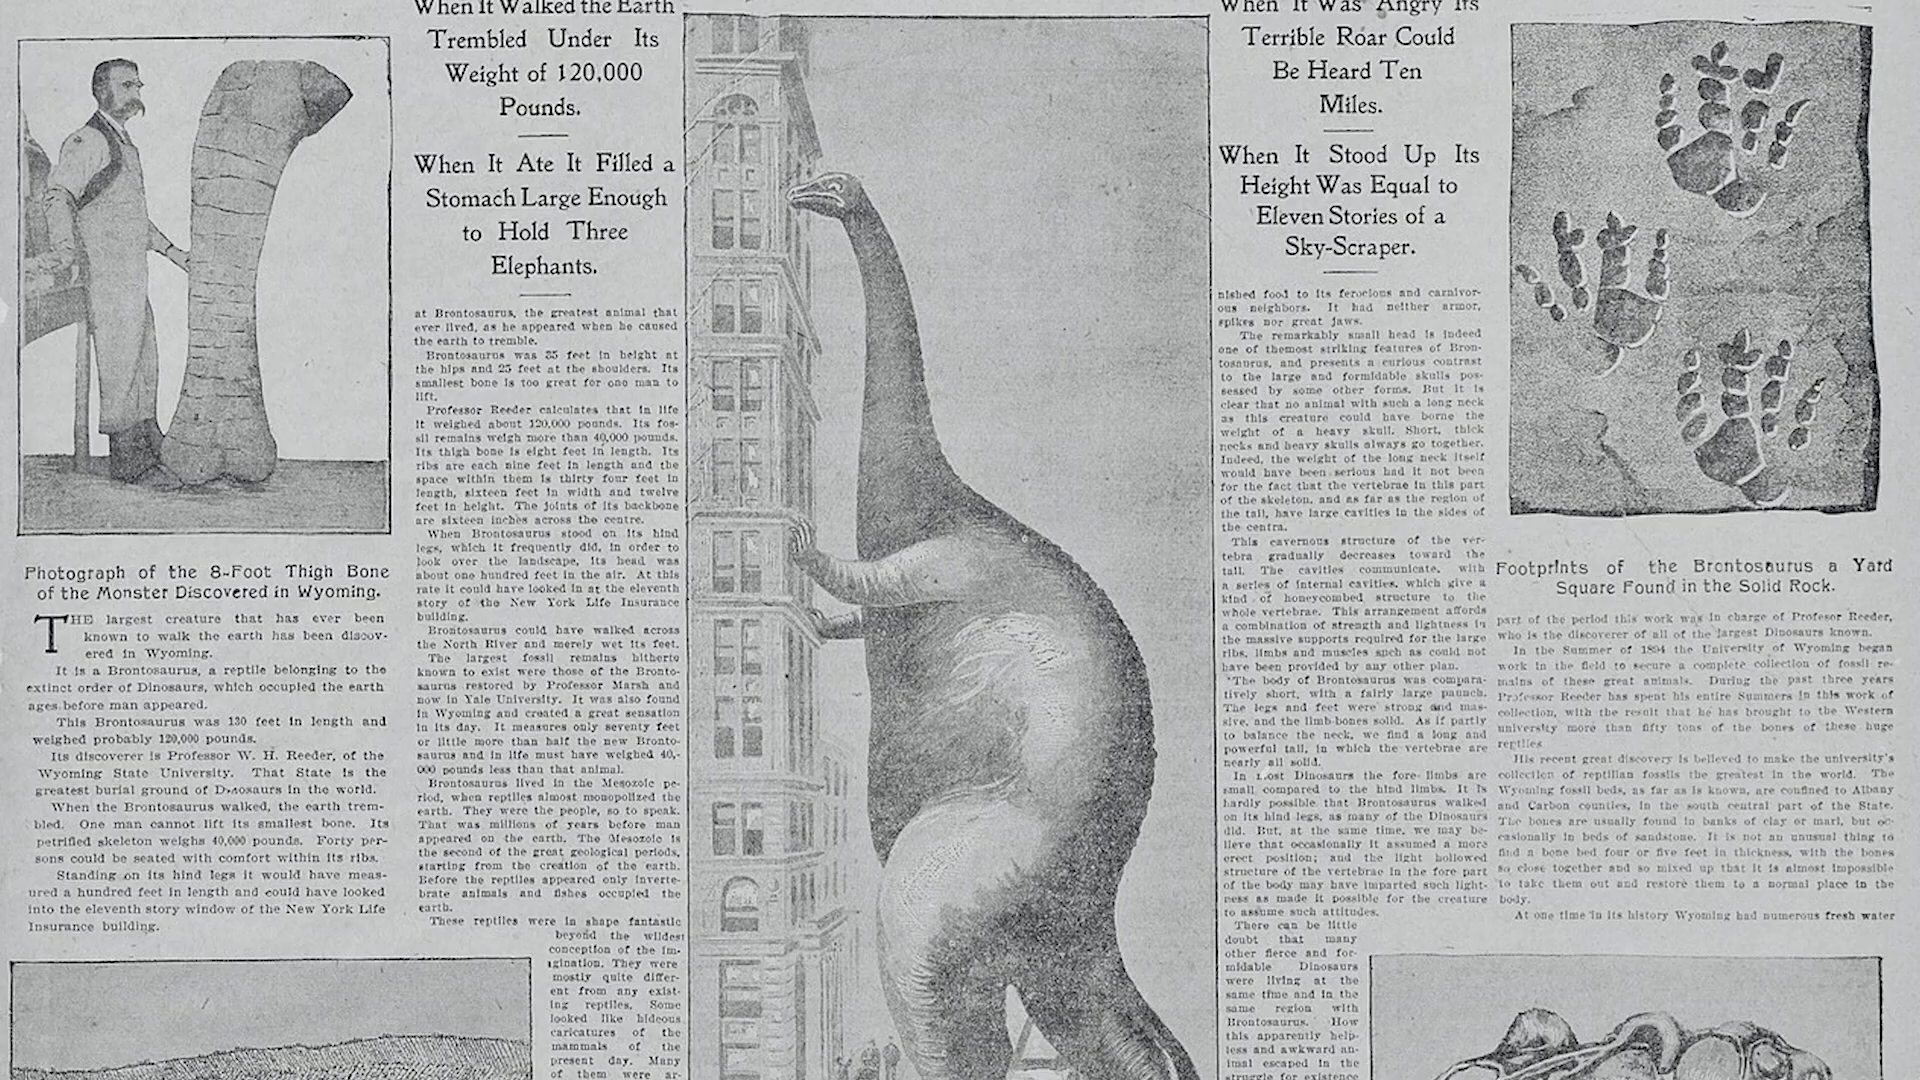 When It Walked the Earth
Trembled Under Its
Weight of 120,000
Pounds.
When It Ate It Filled a
Stomach Large Enough
to Hold Three
Elephants.
When It Was Angry Its
Terrible Roar Could
Be Heard Ten
Miles.
When It Stood Up Its
Height Was Equal to
Eleven Stories of a
Sky-Scraper.
Photograph of the 8-Foot Thigh Bone
of the Monster Discovered in Wyoming.
THE largest creature that has ever been
known to walk the earth has been discov-
ered in Wyoming.
It is a Brontosaurus, a reptile belonging to the
extinct order of Dinosaurs, which occupied the earth
ages before man appeared.
This Brontosaurus was 130 feet in length and
weighed probably 120,000 pounds.
Its discoverer is Professor W. H. Reeder, of the
Wyoming State University. That State is the
greatest burial ground of Dinosaurs in the world.
When the Brontosaurus walked, the earth trem-
bled. One man cannot lift its smallest bone. Its
petrified skeleton weighs 40,000 pounds. Forty per-
sons could be seated with comfort within its ribs.
Standing on its hind legs it would have meas-
ured a hundred feet in length and could have looked
into the eleventh story window of the New York Life
Insurance building.
at Brontosaurus, the greatest animal that
ever lived, as he appeared when he caused
the earth to tremble.
Brontosaurus was 35 feet in height at
the hips and 25 feet at the shoulders. Its
smallest bone is too great for one man to
lift.
Professor Reeder calculates that in life
it weighed about 120,000 pounds. Its fos-
sil remains weigh more than 40,000 pounds.
Its thigh bone is eight feet in length. Its
ribs are each nine feet in length and the
space within them is thirty four feet in
length, sixteen feet in width and twelve
feet in height. The joints of its backbone
are sixteen inches across the centre.
When Brontosaurus stood on its hind
legs, which it frequently did, in order to
look over the landscape, its head was
about one hundred feet in the air. At this
rate it could have looked in at the eleventh
story of the New York Life Insurance
building.
Brontosaurus could have walked across
the North River and merely wet its feet.
The largest fossil remains hitherto
known to exist were those of the Bronto-
saurus restored by Professor Marsh and
now in Yale University. It was also found
in Wyoming and created a great sensation
in its day. It measures only seventy feet
or little more than half the new Bronto-
saurus and in life must have weighed 40,-
000 pounds less than that animal.
Brontosaurus lived in the Mesozoic pe-
riod, when reptiles almost monopolized the
earth. They were the people, so to speak.
That was millions of years before man
appeared on the earth. The Mesozoic is
the second of the great geological periods,
starting from the creation of the earth.
Before the reptiles appeared only inverte-
brate animals and fishes occupied the
earth.
These reptiles were in shape fantastic
beyond the wildest
conception of the im-
agination. They were
mostly quite differ-
ent from any exist-
ing reptiles. Some
looked like hideous
caricatures of the
mammals of the
present day. Many
of them were ar-
nished food to its ferocious and carnivor-
ous neighbors. It had neither armor,
spikes nor great jaws.
The remarkably small head is indeed
one of themost striking features of Bron-
tosaurus, and presents a curious contrast
to the large and formidable skulls pos-
sessed by some other forms. But it is
clear that no animal with such a long neck
as this creature could have borne the
weight of a heavy skull. Short, thick
necks and heavy skulls always go together.
Indeed, the weight of the long neck itself
would have been serious had it not been
for the fact that the vertebrae in this part
of the skeleton, and as far as the region of
the tail, have large cavities in the sides of
the centra.
This cavernous structure of the ver-
tebra gradually decreases toward the
tail. The cavities communicate, with
a series of internal cavities, which give a
kind of honeycombed structure to the
whole vertebrae. This arrangement affords
a combination of strength and lightness in
the massive supports required for the large
ribs, limbs and muscles such as could not
have been provided by any other plan.
"The body of Brontosaurus was compara-
tively short, with a fairly large paunch.
The legs and feet were strong and mas-
sive, and the limb-bones solid. As if partly
to balance the neck, we find a long and
powerful tail, in which the vertebrae are
nearly all solid.
In most Dinosaurs the fore- limbs are
small compared to the hind limbs. It is
hardly possible that Brontosaurus walked
on its hind legs, as many of the Dinosaurs
did. But, at the same time, we may be-
lieve that occasionally it assumed a more
erect position; and the light hollowed
structure of the vertebrae in the fore part
of the body may have imparted such light-
ness as made it possible for the creature
to assume such attitudes.
There can be little
doubt that many
other fierce and for-
midable Dinosaurs
were living at the
same time and in the
same region with
Brontosaurus. How
this apparently help-
less and awkward an-
imal escaped in the
struggle for existence
Footprints of the Brontosaurus a Yard
Square Found in the Solid Rock.
part of the period this work was in charge of Profesor Reeder,
who is the discoverer of all of the largest Dinosaurs known.
In the Summer of 1894 the University of Wyoming began
work in the field to secure a complete collection of fossil re-
mains of these great animals. During the past three years
Professor Reeder has spent his entire Summers in this work of
collection, with the result that he has brought to the Western
university more than fifty tons of the bones of these huge
reptiles
His recent great discovery is believed to make the university's
collection of reptilian fossils the greatest in the world. The
Wyoming fossil beds, as far as is known, are confined to Albany
and Carbon counties, in the south central part of the State.
The bones are usually found in banks of clay or marl, but oc-
casionally in beds of sandstone. It is not an unusual thing to
find a bone bed four or five feet in thickness, with the bones
so close together and so mixed up that it is almost impossible
to take them out and restore them to a normal place in the
body.
At one time in its history Wyoming had numerous fresh water